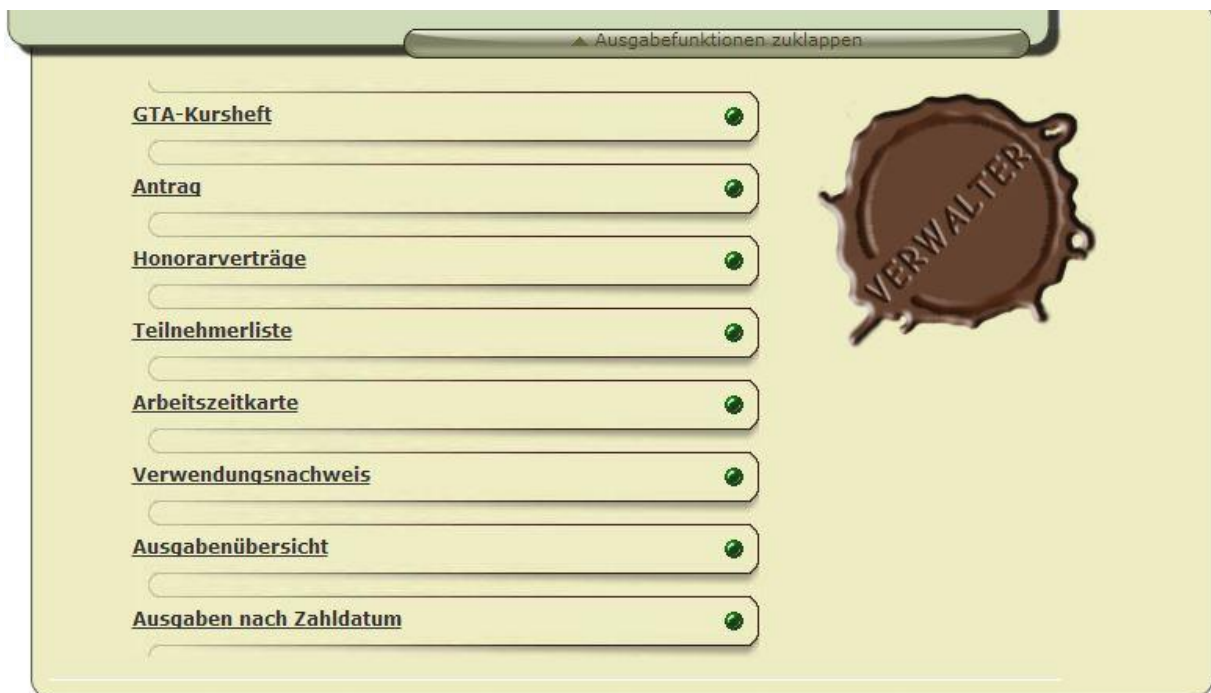 Ausgabefunktionen zuklappen
GTA-Kursheft
Antrag
Honorarverträge
Teilnehmerliste
Arbeitszeitkarte
Verwendungsnachweis
Ausgabenübersicht
Ausgaben nach Zahldatum
VERWALTER